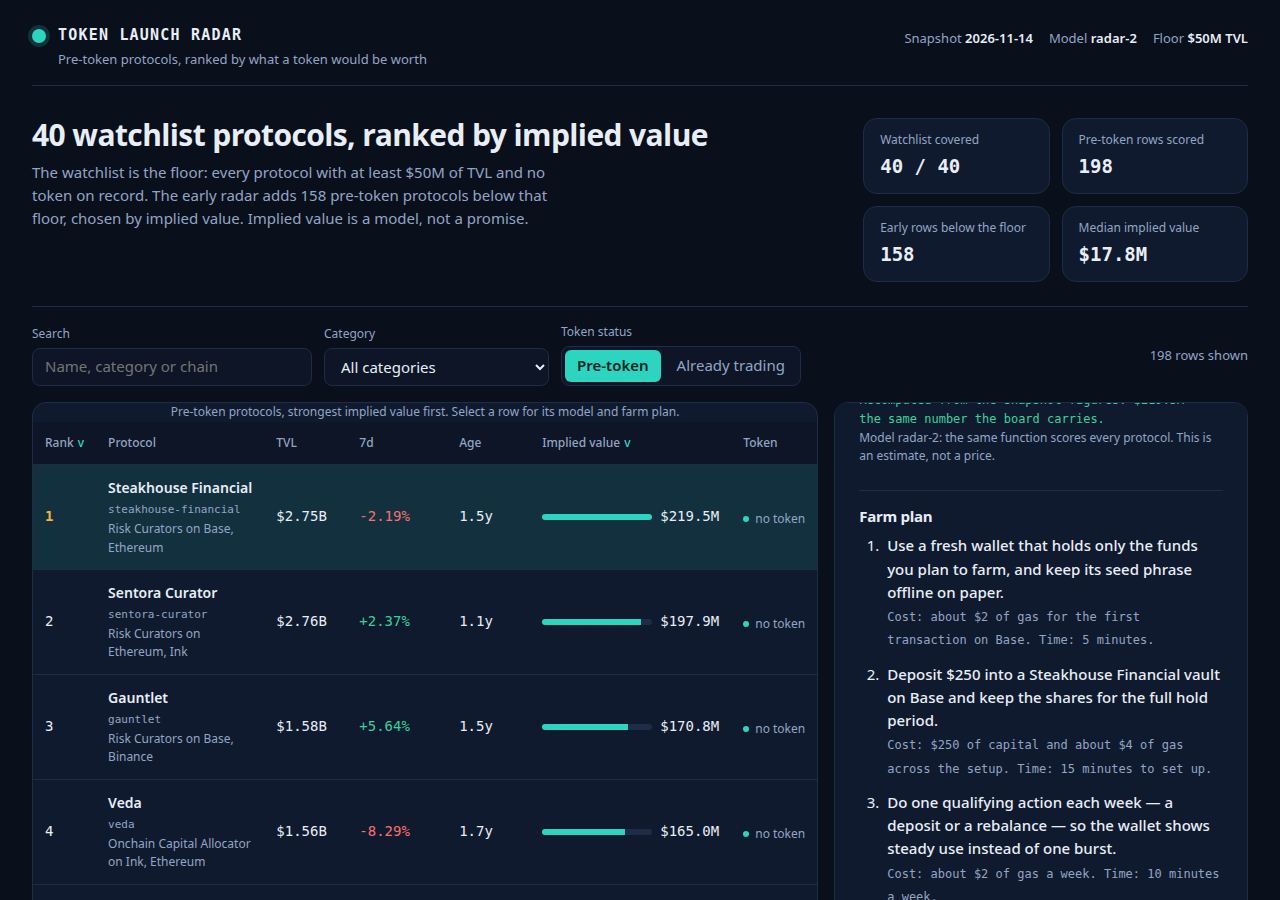 TOKEN LAUNCH RADAR
Pre-token protocols, ranked by what a token would be worth
Snapshot 2026-11-14 Model radar-2 Floor $50M TVL
40 watchlist protocols, ranked by implied value
The watchlist is the floor: every protocol with at least $50M of TVL and no
token on record. The early radar adds 158 pre-token protocols below that
floor, chosen by implied value. Implied value is a model, not a promise.
Watchlist covered
40 / 40
Pre-token rows scored
198
Early rows below the floor
158
Median implied value
$17.8M
Search
Name, category or chain
Category
All categories
Token status
Pre-token
Already trading
198 rows shown
Pre-token protocols, strongest implied value first. Select a row for its model and farm plan.
Rank v Protocol TVL 7d Age Implied value v Token
1 Steakhouse Financial $2.75B -2.19% 1.5y $219.5M no token
steakhouse-financial
Risk Curators on Base,
Ethereum
2 Sentora Curator $2.76B +2.37% 1.1y $197.9M no token
sentora-curator
Risk Curators on
Ethereum, Ink
3 Gauntlet $1.58B +5.64% 1.5y $170.8M no token
gauntlet
Risk Curators on Base,
Binance
4 Veda $1.56B -8.29% 1.7y $165.0M no token
veda
Onchain Capital Allocator
on Ink, Ethereum
the same number the board carries.
Model radar-2: the same function scores every protocol. This is
an estimate, not a price.
Farm plan
1. Use a fresh wallet that holds only the funds
you plan to farm, and keep its seed phrase
offline on paper.
Cost: about $2 of gas for the first
transaction on Base. Time: 5 minutes.
2. Deposit $250 into a Steakhouse Financial vault
on Base and keep the shares for the full hold
period.
Cost: $250 of capital and about $4 of gas
across the setup. Time: 15 minutes to set up.
3. Do one qualifying action each week — a
deposit or a rebalance — so the wallet shows
steady use instead of one burst.
Cost: about $2 of gas a week. Time: 10 minutes
a week.